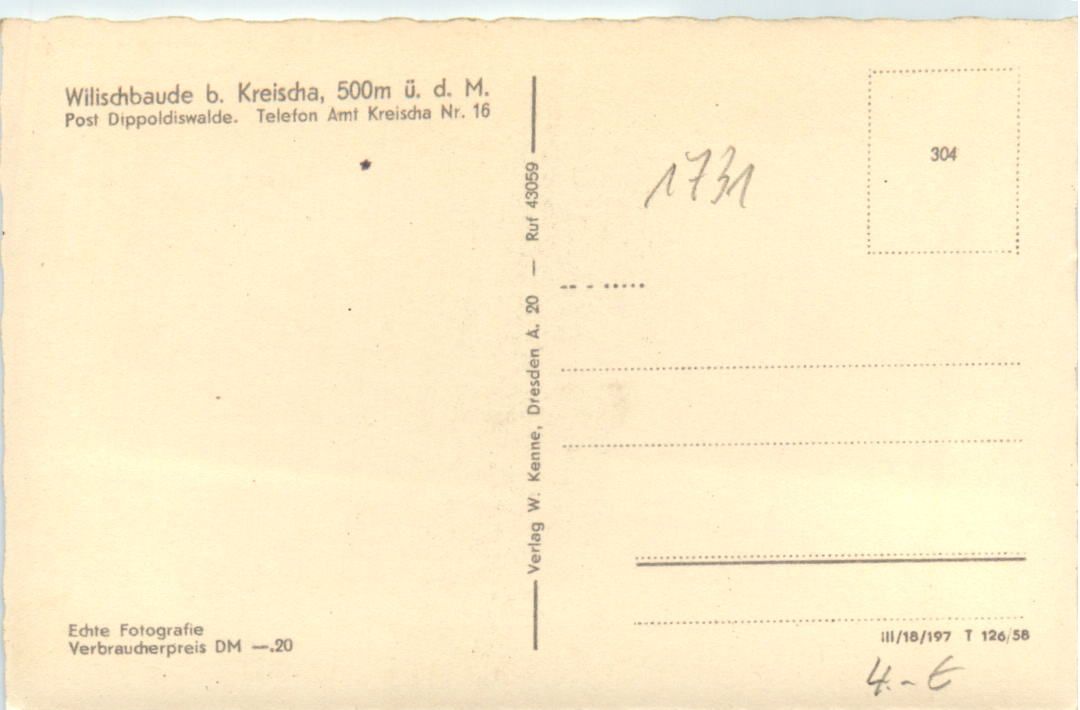 Wilischbaude b. Kreischa, 500m ü. d. M.
Post Dippoldiswalde. Telefon Amt Kreischa Nr. 16
Echte Fotografie
Verbraucherpreis DM —.20
Verlag W. Kenne, Dresden A. 20 — Ruf 43059
304
1731
III/18/197 T 126/58
4.- €